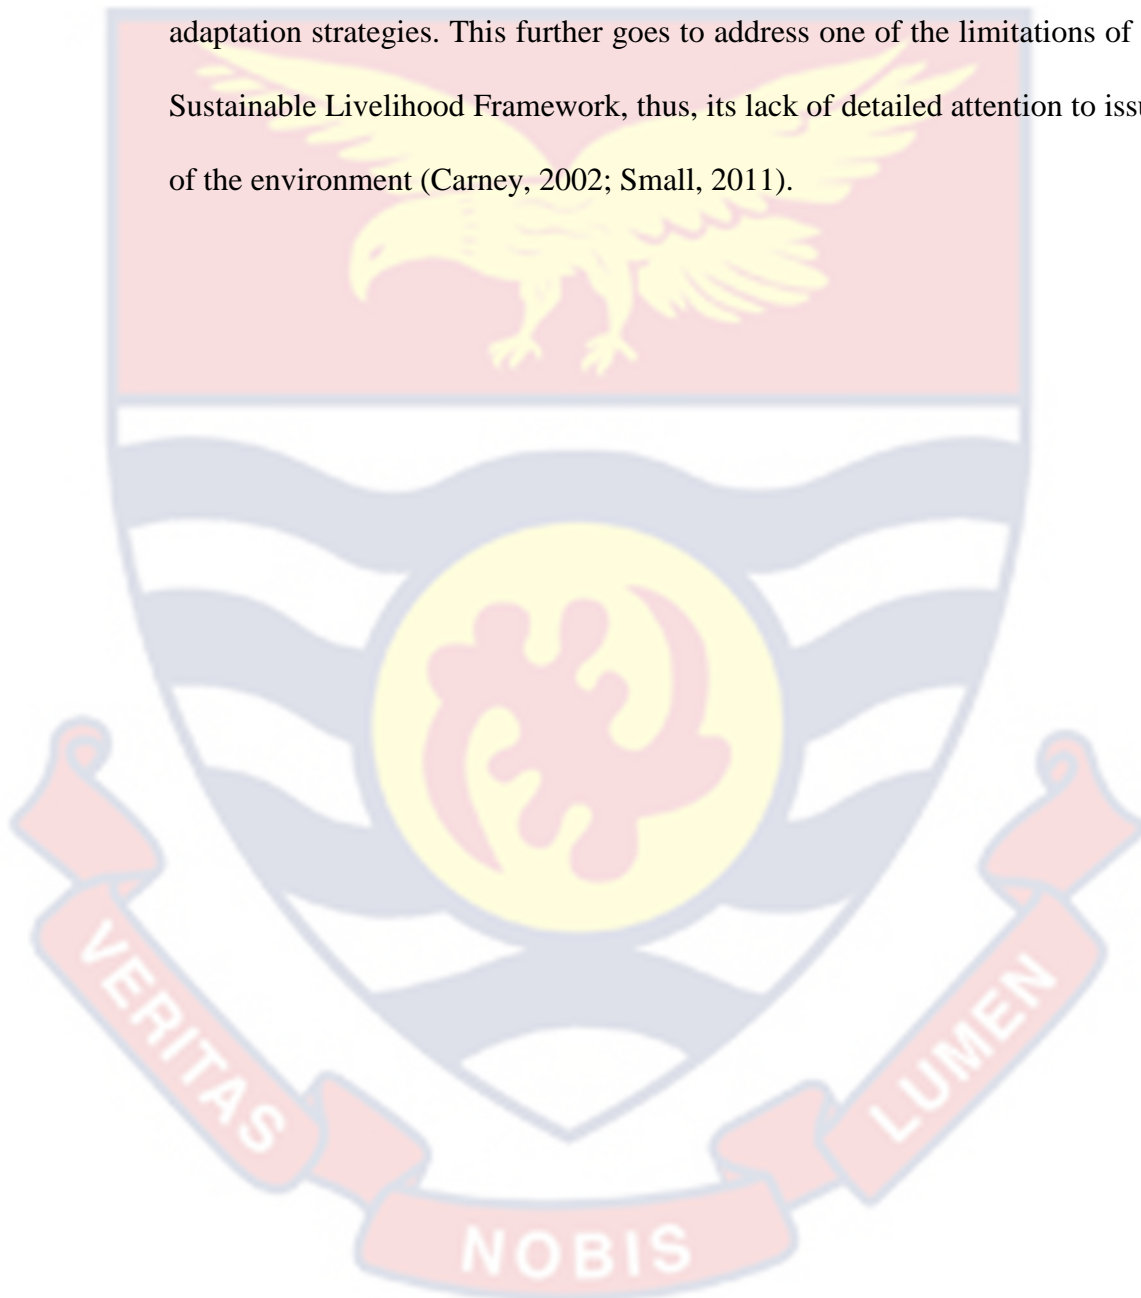 adaptation strategies. This further goes to address one of the limitations of
Sustainable Livelihood Framework, thus, its lack of detailed attention to
of the environment (Carney, 2002; Small, 2011).
VERITAS
NOBIS
LUMEN